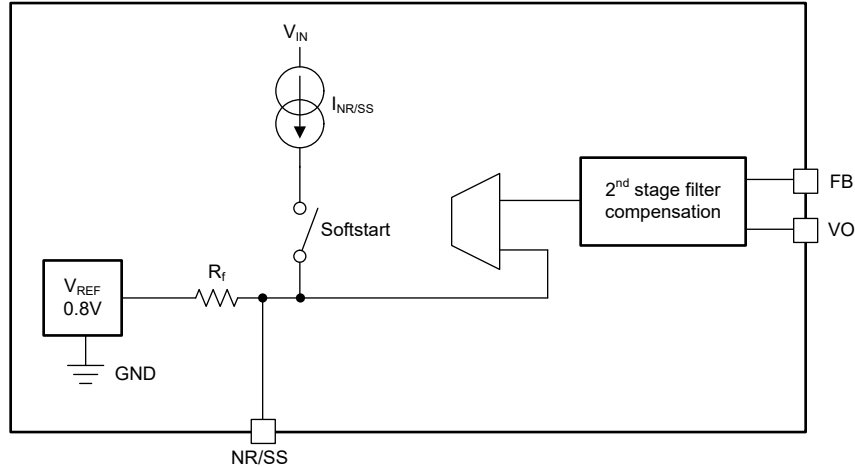 VIN
INR/SS
2nd stage filter
compensation
FB
VO
Softstart
Rf
VREF
0.8V
GND
NR/SS